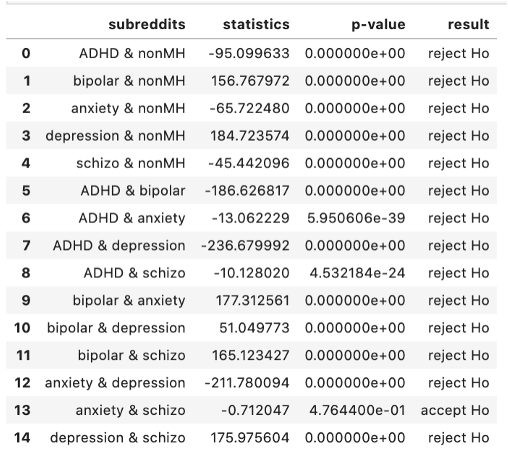 subreddits statistics p-value result
0 ADHD & nonMH -95.099633 0.000000e+00 reject Ho
1 bipolar & nonMH 156.767972 0.000000e+00 reject Ho
2 anxiety & nonMH -65.722480 0.000000e+00 reject Ho
3 depression & nonMH 184.723574 0.000000e+00 reject Ho
4 schizo & nonMH -45.442096 0.000000e+00 reject Ho
5 ADHD & bipolar -186.626817 0.000000e+00 reject Ho
6 ADHD & anxiety -13.062229 5.950606e-39 reject Ho
7 ADHD & depression -236.679992 0.000000e+00 reject Ho
8 ADHD & schizo -10.128020 4.532184e-24 reject Ho
9 bipolar & anxiety 177.312561 0.000000e+00 reject Ho
10 bipolar & depression 51.049773 0.000000e+00 reject Ho
11 bipolar & schizo 165.123427 0.000000e+00 reject Ho
12 anxiety & depression -211.780094 0.000000e+00 reject Ho
13 anxiety & schizo -0.712047 4.764400e-01 accept Ho
14 depression & schizo 175.975604 0.000000e+00 reject Ho